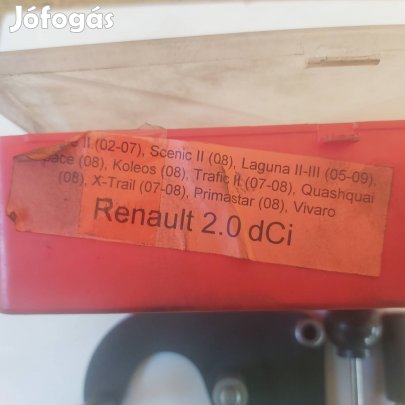 Jófogás
II (02-07), Scenic II (08), Laguna II-III (05-09),
pace (08), Koleos (08), Trafic II (07-08), Quashquai
(08), X-Trail (07-08), Primastar (08), Vivaro
Renault 2.0 dCi